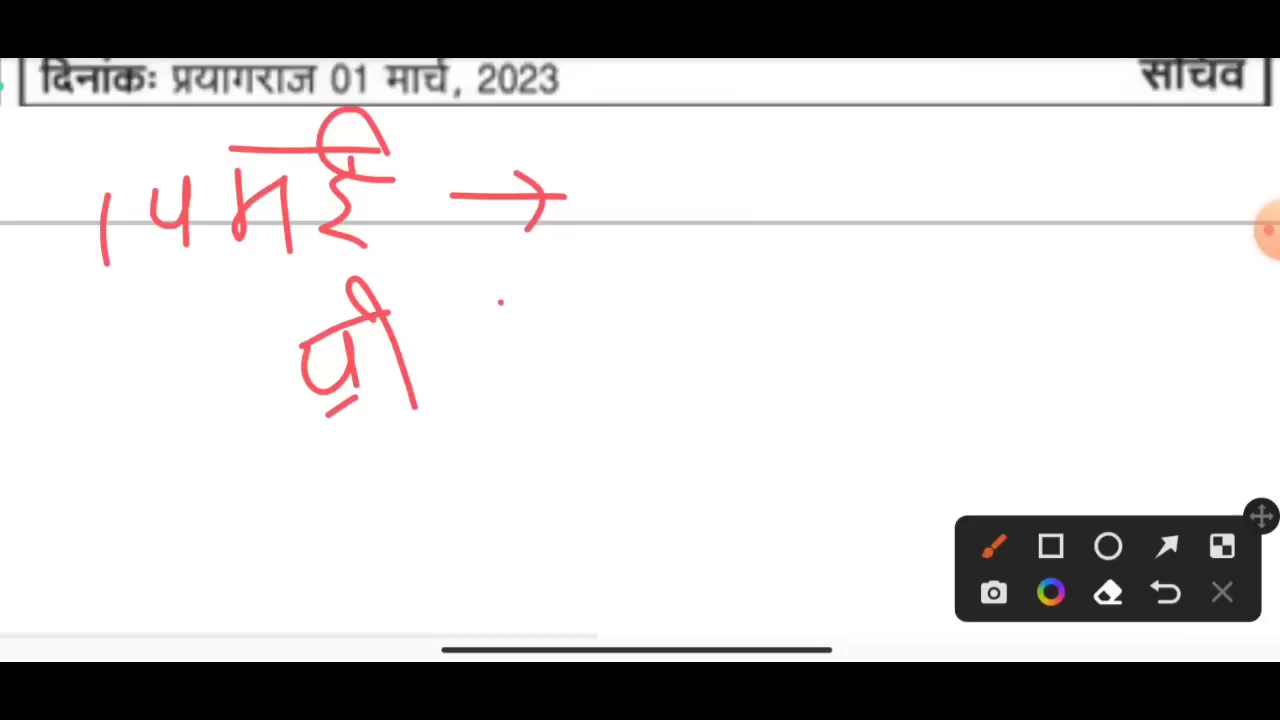 दिनांकः प्रयागराज 01 मार्च, 2023 सचिव
14 मई →
पी